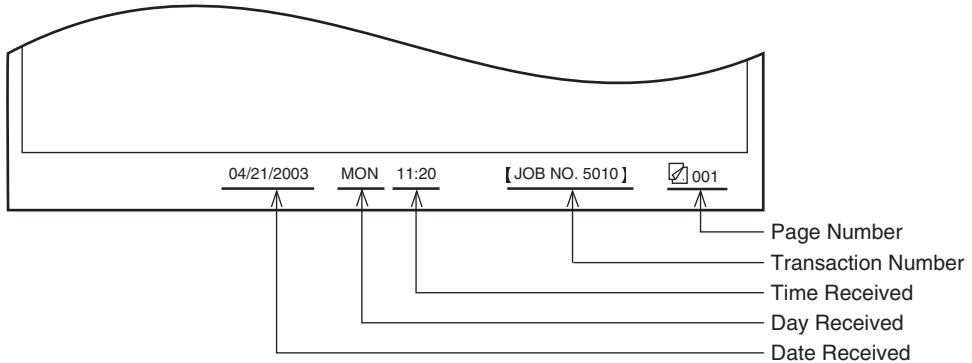 04/21/2003 MON 11:20 【JOB NO. 5010】 001
Page Number
Transaction Number
Time Received
Day Received
Date Received